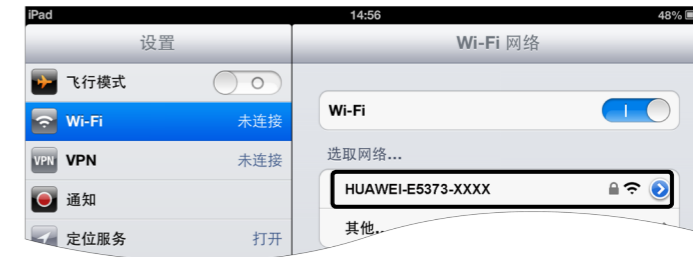 iPad 14:56 48%
设置 Wi-Fi 网络
飞行模式
Wi-Fi 未连接
Wi-Fi
VPN VPN 未连接
选取网络...
通知
HUAWEI-E5373-XXXX
定位服务 打开
其他...